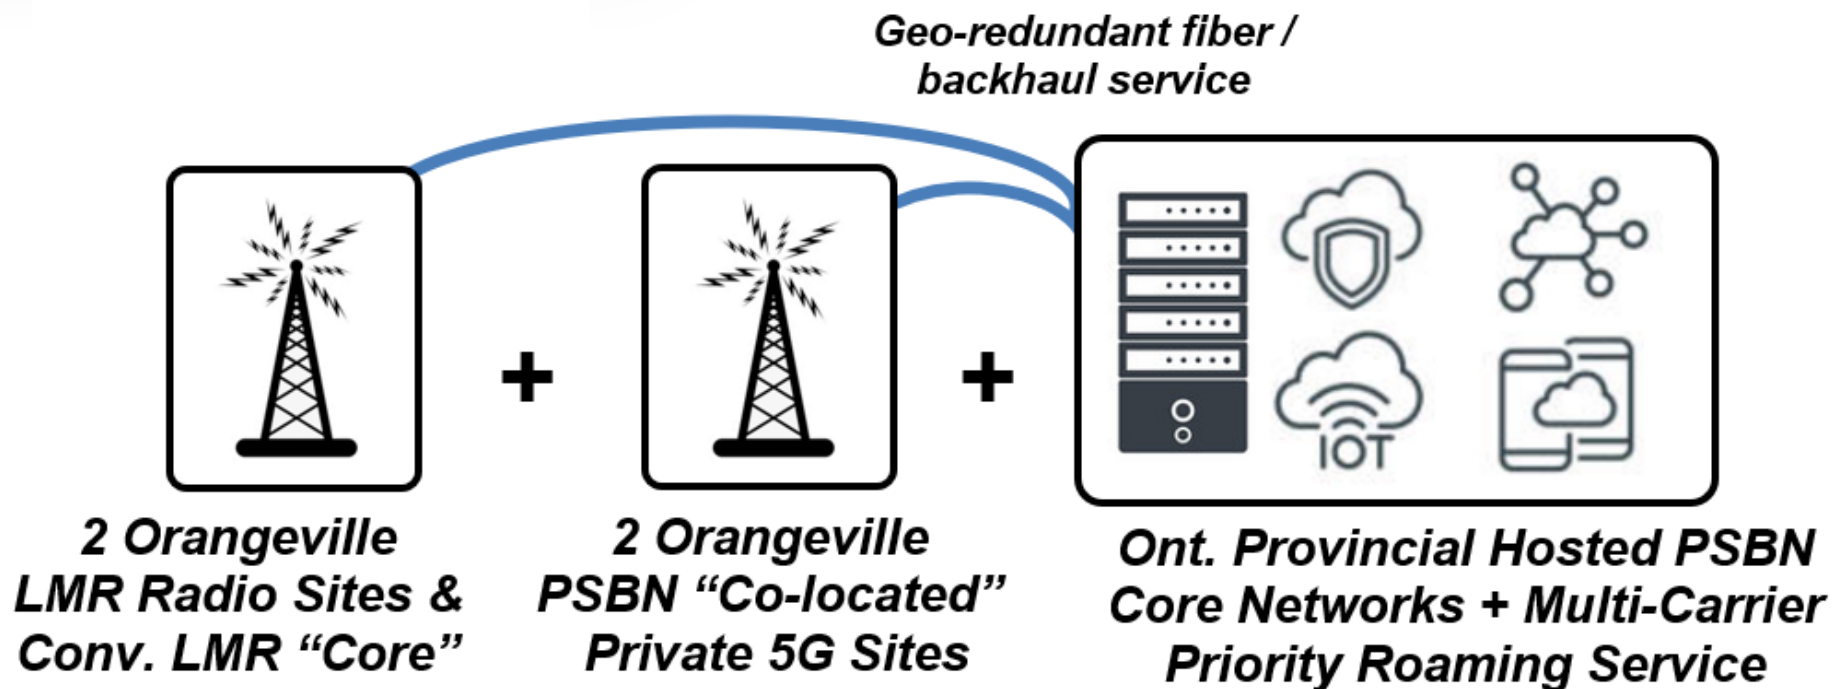 Geo-redundant fiber /
backhaul service
IOT
2 Orangeville
LMR Radio Sites &
Conv. LMR “Core”
2 Orangeville
PSBN “Co-located”
Private 5G Sites
Ont. Provincial Hosted PSBN
Core Networks + Multi-Carrier
Priority Roaming Service